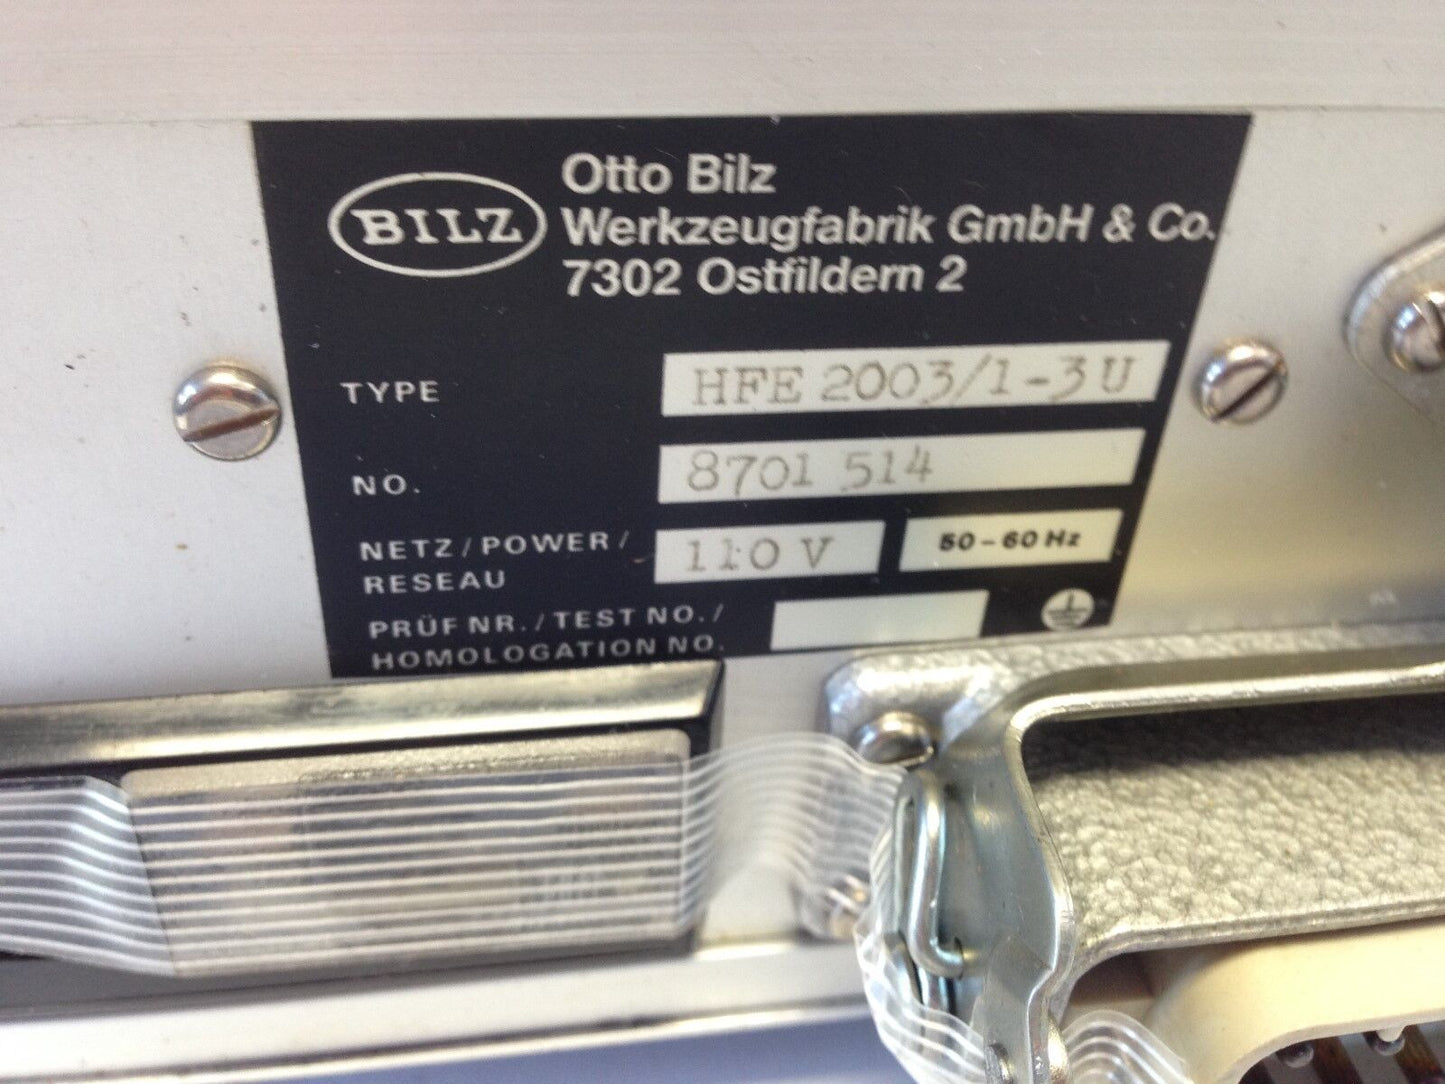 BILZ
Otto Bilz
Werkzeugfabrik GmbH & Co.
7302 Ostfildern 2
TYPE HFE 2003/1-3U
NO. 8701 514
NETZ/POWER/ 110 V 50-60 Hz
RESEAU
PRÜF NR./TEST NO./
HOMOLOGATION NO.